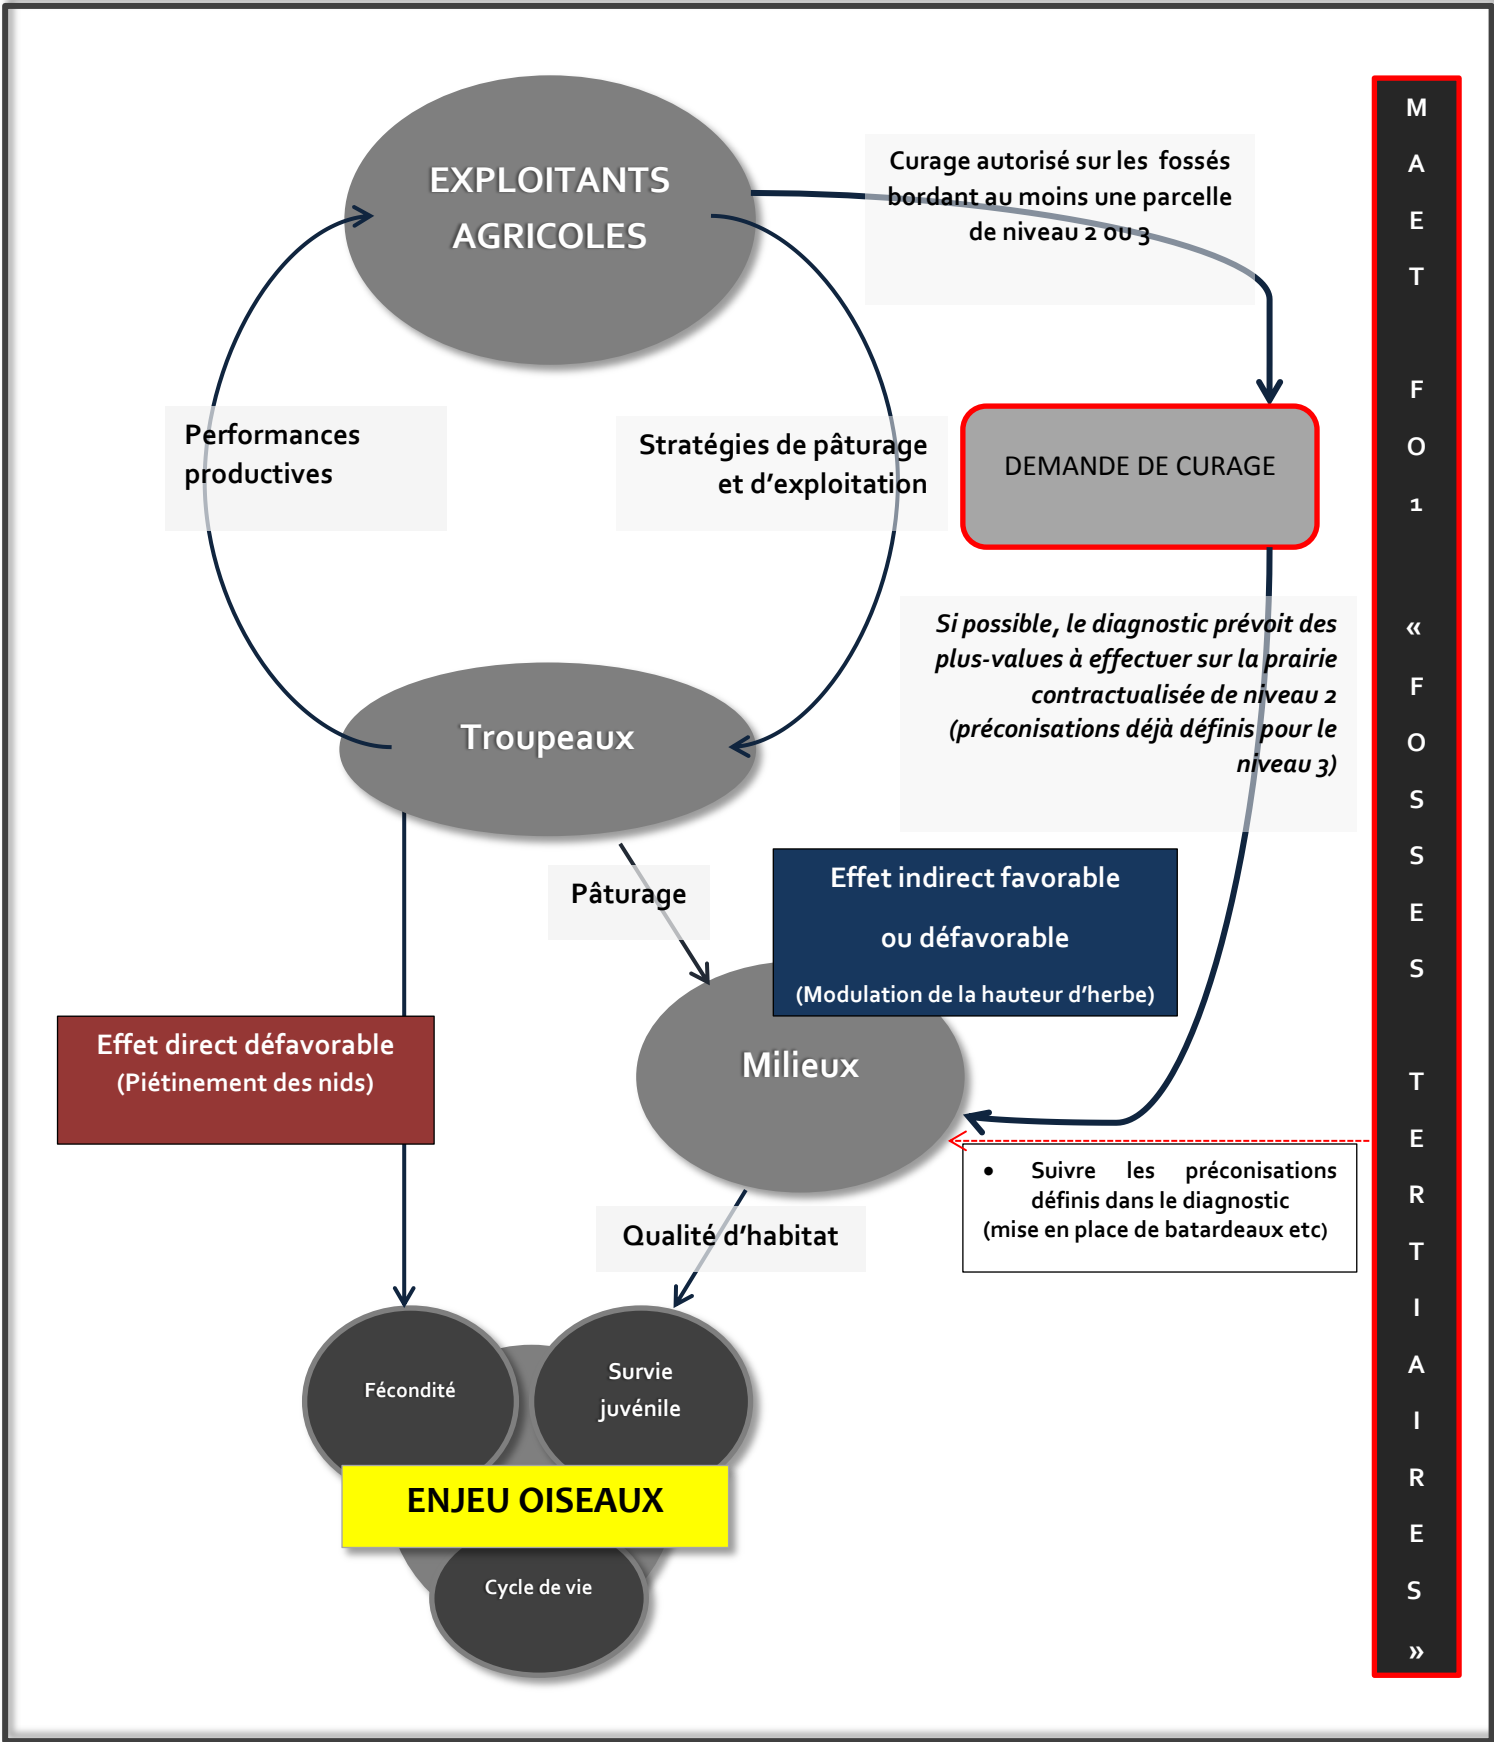 EXPLOITANTS
AGRICOLES
Curage autorisé sur les fossés
bordant au moins une parcelle
de niveau 2 ou 3
Performances
productives
Stratégies de pâturage
et d’exploitation
DEMANDE DE CURAGE
Si possible, le diagnostic prévoit des
plus-values à effectuer sur la prairie
contractualisée de niveau 2
(préconisations déjà définis pour le
niveau 3)
Troupeaux
Pâturage
Effet indirect favorable
ou défavorable
(Modulation de la hauteur d’herbe)
Effet direct défavorable
(Piétinement des nids)
Milieux
• Suivre les préconisations
définis dans le diagnostic
(mise en place de batardeaux etc)
Qualité d’habitat
Fécondité
Survie
juvénile
ENJEU OISEAUX
Cycle de vie
MAET FO1 « FOSSES TERTIAIRES »